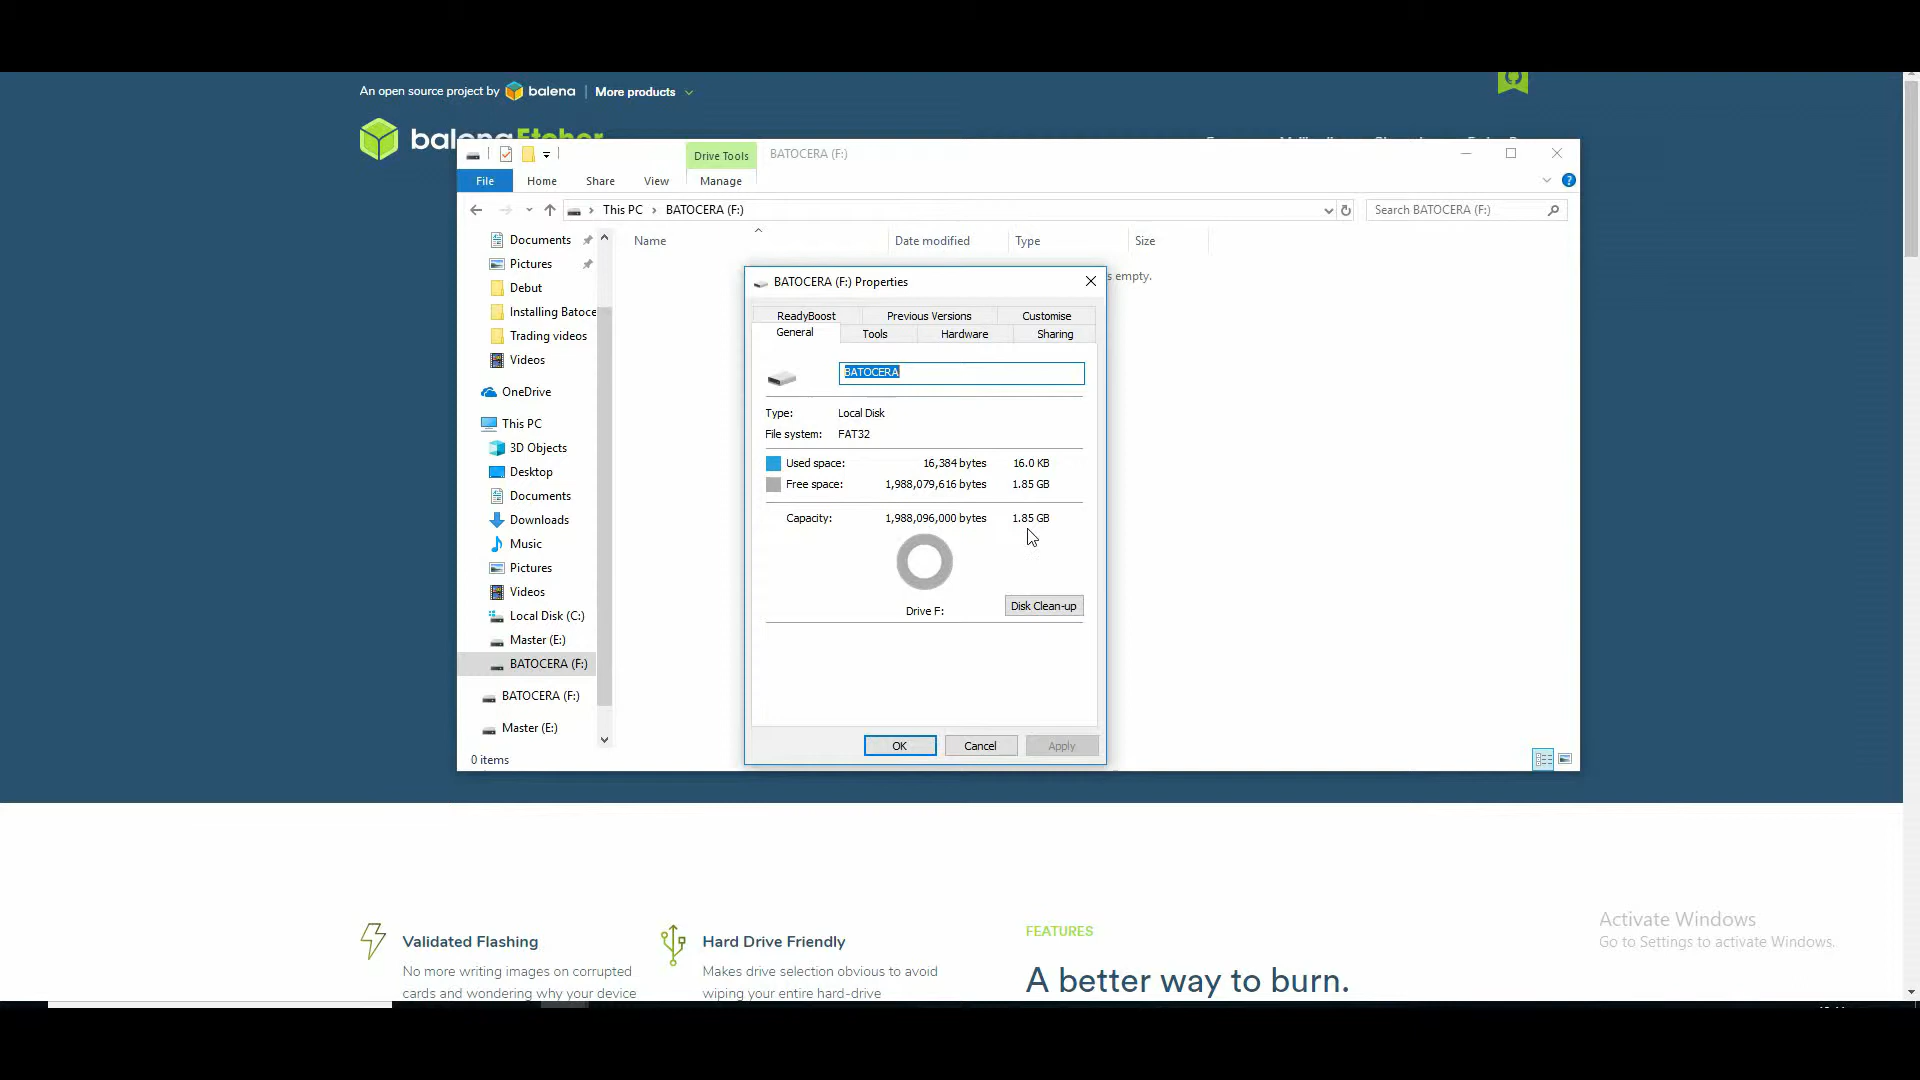 An open source project by balena | More products
balenaEtcher
Drive Tools
BATOCERA (F:)
File
Home
Share
View
Manage
This PC
BATOCERA (F:)
Search BATOCERA (F:)
Documents
Pictures
Debut
Installing Batoce
Trading videos
Videos
OneDrive
This PC
3D Objects
Desktop
Documents
Downloads
Music
Pictures
Videos
Local Disk (C:)
Master (E:)
BATOCERA (F:)
BATOCERA (F:)
Master (E:)
0 items
Name
Date modified
Type
Size
s empty.
BATOCERA (F:) Properties
ReadyBoost
Previous Versions
Customise
General
Tools
Hardware
Sharing
BATOCERA
Type: Local Disk
File system: FAT32
Used space: 16,384 bytes 16.0 KB
Free space: 1,988,079,616 bytes 1.85 GB
Capacity: 1,988,096,000 bytes 1.85 GB
Drive F:
Disk Clean-up
OK
Cancel
Apply
Validated Flashing
No more writing images on corrupted
cards and wondering why your device
Hard Drive Friendly
Makes drive selection obvious to avoid
wiping your entire hard-drive
FEATURES
A better way to burn.
Activate Windows
Go to Settings to activate Windows.